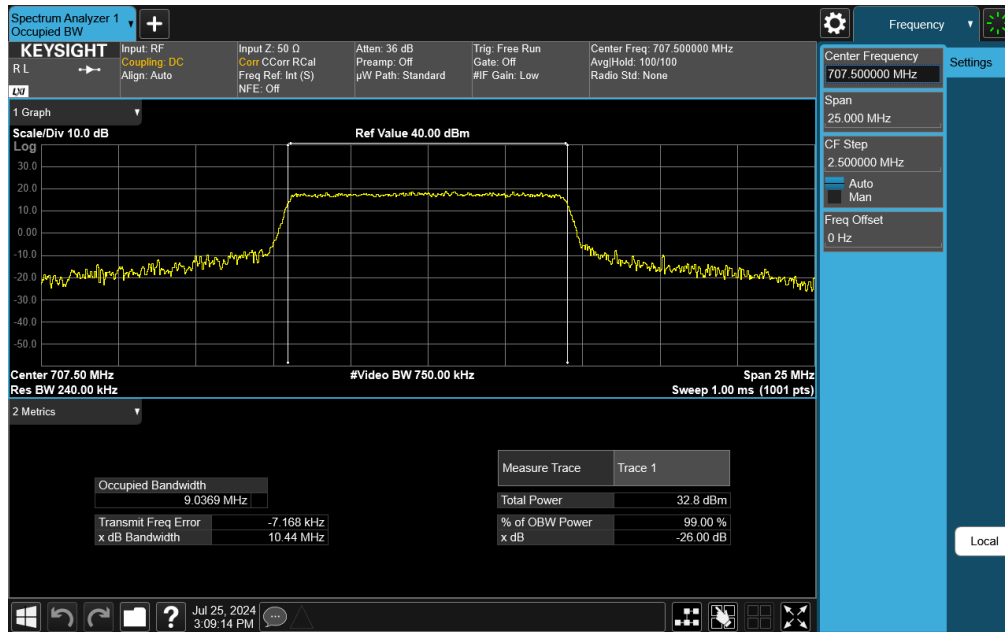 Spectrum Analyzer 1
Occupied BW
+
Frequency
KEYSIGHT
R L
LXI
Input: RF
Coupling: DC
Align: Auto
Input Z: 50 Ω
Corr CCorr RCal
Freq Ref: Int (S)
NFE: Off
Atten: 36 dB
Preamp: Off
µW Path: Standard
Trig: Free Run
Gate: Off
#IF Gain: Low
Center Freq: 707.500000 MHz
Avg|Hold: 100/100
Radio Std: None
Center Frequency
707.500000 MHz
Settings
Span
25.000 MHz
CF Step
2.500000 MHz
Auto
Man
Freq Offset
0 Hz
Local
1 Graph
Scale/Div 10.0 dB
Ref Value 40.00 dBm
Log
30.0
20.0
10.0
0.00
-10.0
-20.0
-30.0
-40.0
-50.0
Center 707.50 MHz
#Video BW 750.00 kHz
Span 25 MHz
Res BW 240.00 kHz
Sweep 1.00 ms (1001 pts)
2 Metrics
Measure Trace
Trace 1
Occupied Bandwidth
9.0369 MHz
Total Power
32.8 dBm
Transmit Freq Error
-7.168 kHz
% of OBW Power
99.00 %
x dB Bandwidth
10.44 MHz
x dB
-26.00 dB
?
Jul 25, 2024
3:09:14 PM